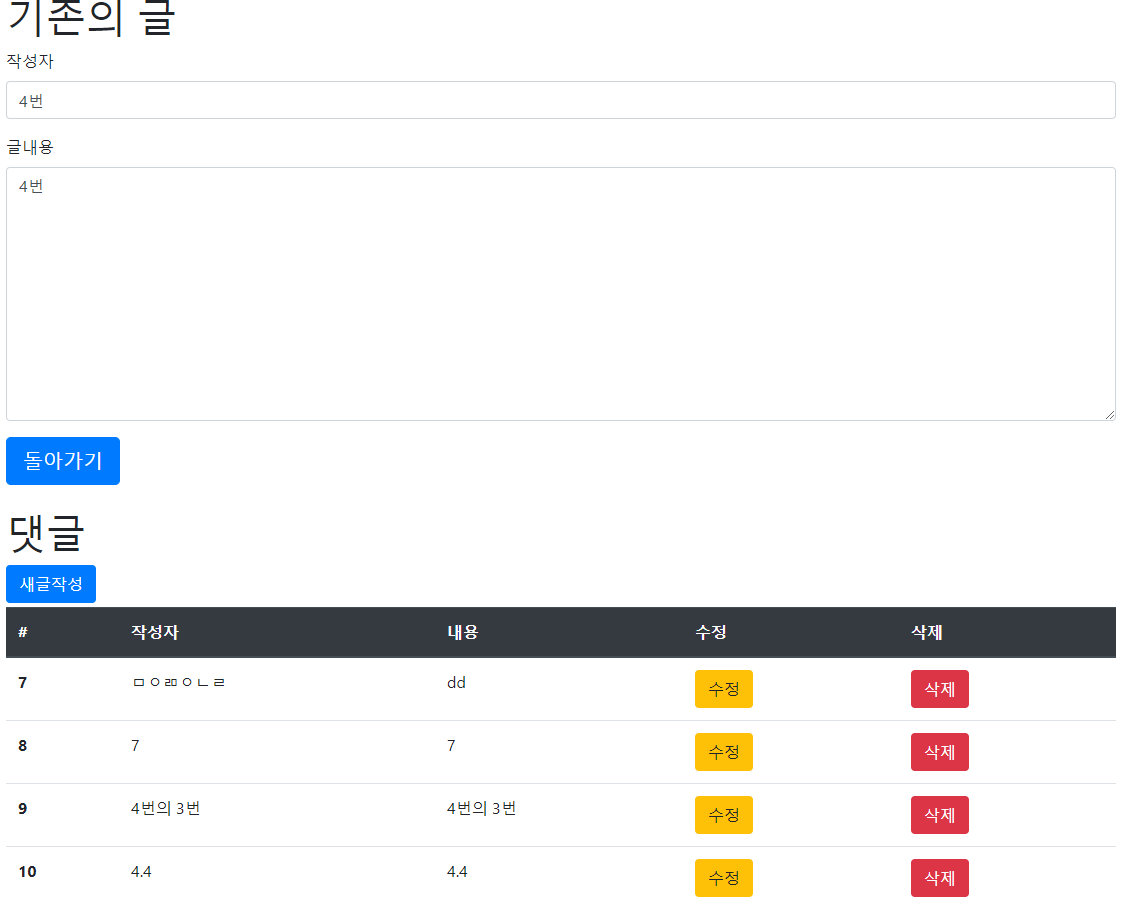 기존의 글
작성자
4번
글내용
4번
돌아가기
댓글
새글작성
# 작성자 내용 수정 삭제
7 ㅁㅇㄻㅇㄴㄹ dd 수정 삭제
8 7 7 수정 삭제
9 4번의 3번 4번의 3번 수정 삭제
10 4.4 4.4 수정 삭제